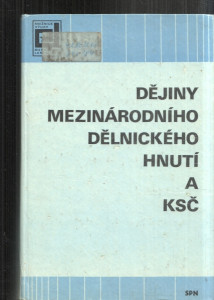 DĚJINY
MEZINÁRODNÍHO
DĚLNICKÉHO
HNUTÍ
A
KSČ
SPN